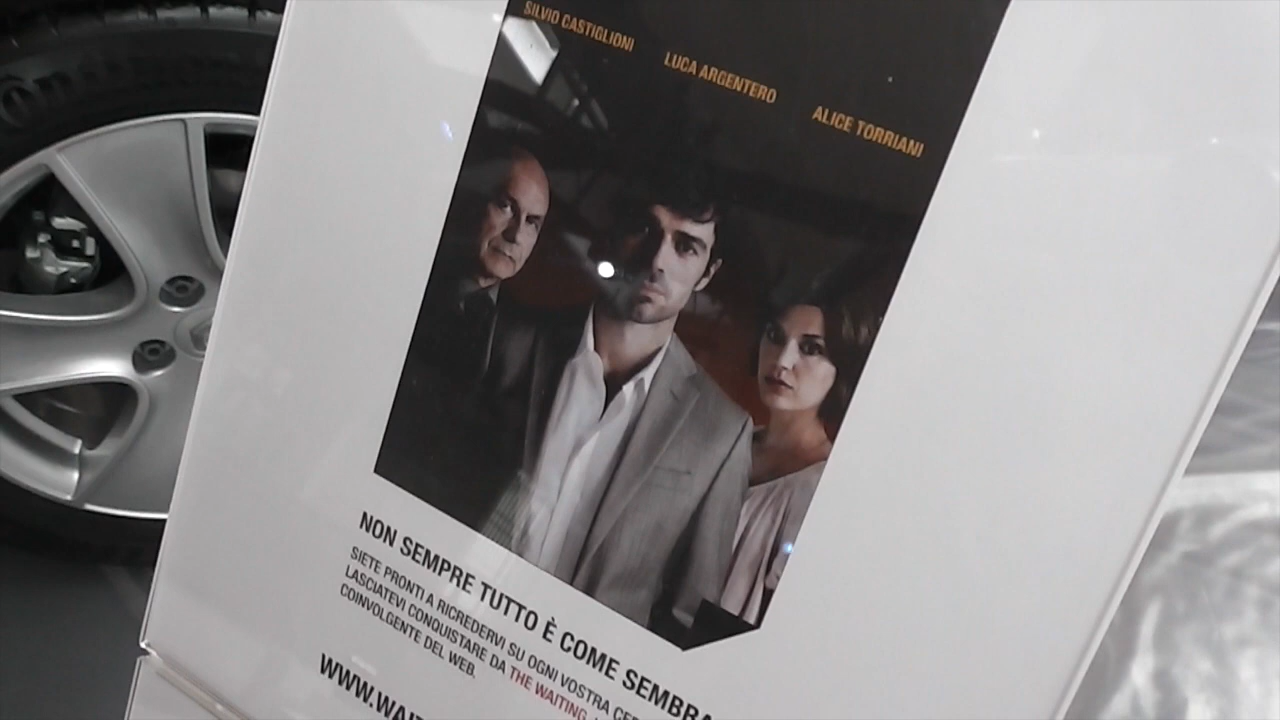 SILVIO CASTIGLIONI
LUCA ARGENTERO
ALICE TORRIANI
NON SEMPRE TUTTO È COME SEMBRA
SIETE PRONTI A RICREDERVI SU OGNI VOSTRA
LASCIATEVI CONQUISTARE DA THE WAITING,
COINVOLGENTE DEL WEB.
WWW.WAIT